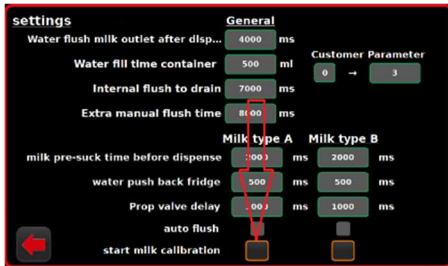 settings General
Water flush milk outlet after disp... 4000 ms
Water fill time container 500 ml
Customer Parameter
0 → 3
Internal flush to drain 7000 ms
Extra manual flush time 8000 ms
Milk type A Milk type B
milk pre-suck time before dispense 2000 ms 2000 ms
water push back fridge 500 ms 500 ms
Prop valve delay ms 1000 ms
auto flush
start milk calibration